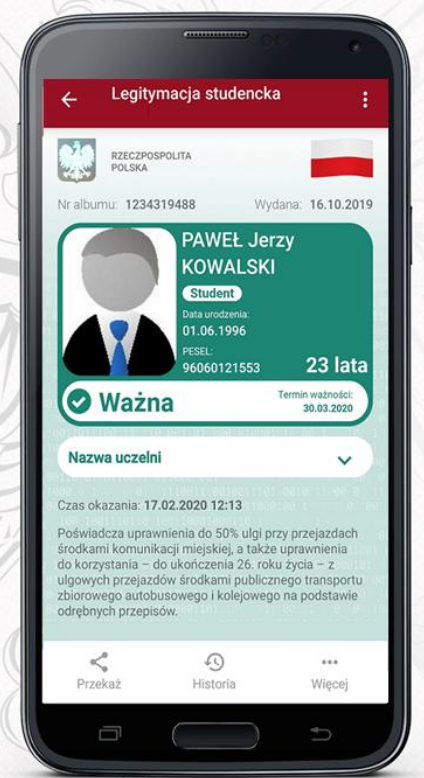 Legitymacja studencka
RZECZPOSPOLITA
POLSKA
Nr albumu: 1234319488 Wydana: 16.10.2019
PAWEŁ Jerzy
KOWALSKI
Student
Data urodzenia:
01.06.1996
PESEL:
96060121553 23 lata
Ważna
Termin ważności:
30.03.2020
Nazwa uczelni
Czas okazania: 17.02.2020 12:13
Poświadcza uprawnienia do 50% ulgi przy przejazdach
środkami komunikacji miejskiej, a także uprawnienia
do korzystania – do ukończenia 26. roku życia – z
ulgowych przejazdów środkami publicznego transportu
zbiorowego autobusowego i kolejowego na podstawie
odrębnych przepisów.
Przekaż Historia Więcej